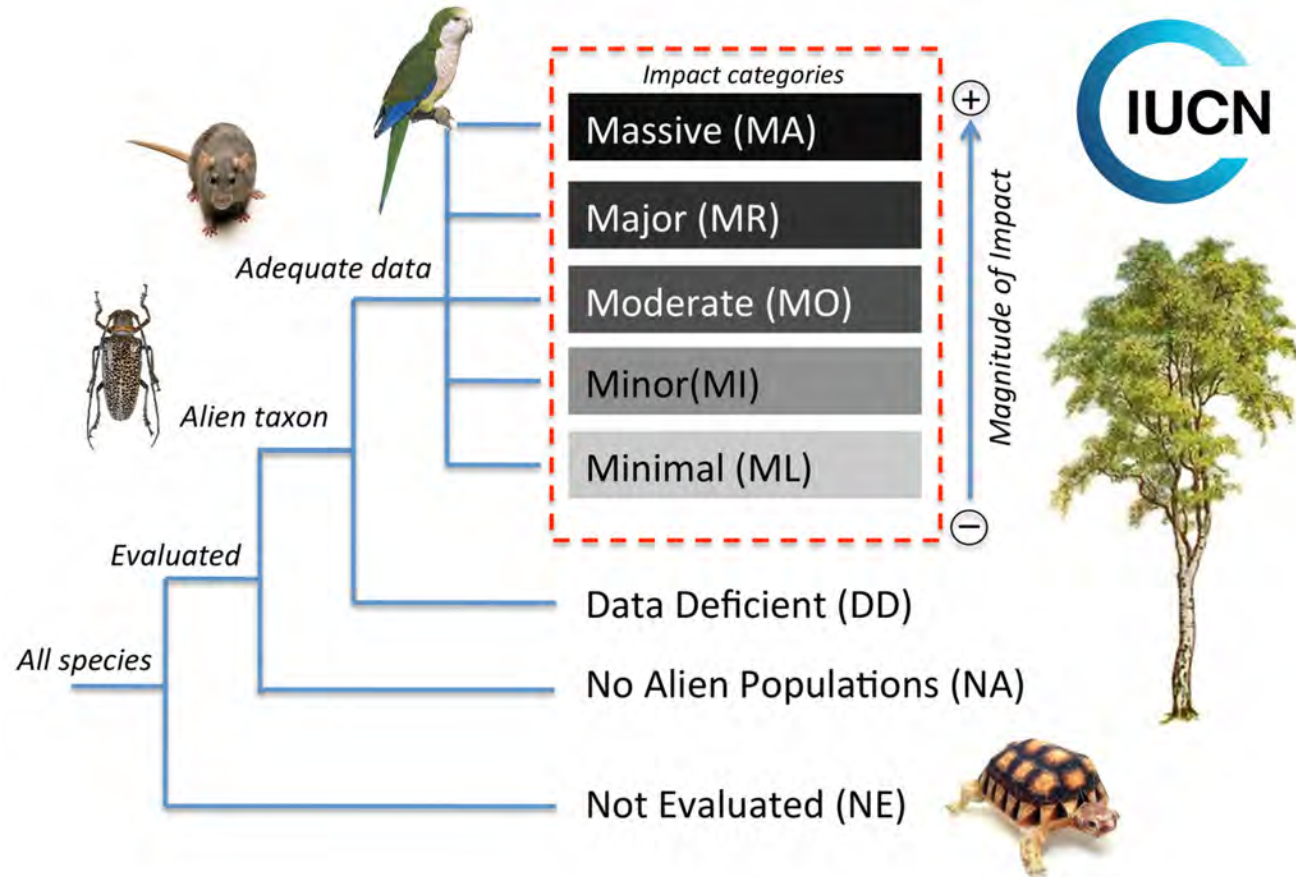 Impact categories
Massive (MA)
Major (MR)
Moderate (MO)
Minor(MI)
Minimal (ML)
+
−
Magnitude of Impact
IUCN
Adequate data
Alien taxon
Evaluated
All species
Data Deficient (DD)
No Alien Populations (NA)
Not Evaluated (NE)